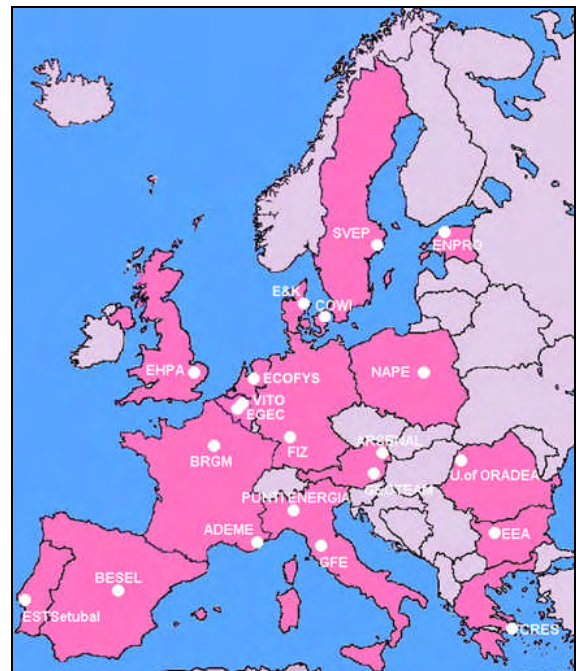 SVEP
ENPRO
E&K
COWI
EHPA
ECOFYS
NAPE
VITO
EGEC
ARSENAL
BRGM
FIZ
U.of ORADEA
GEOTEAM
PUNTI ENERGIA
ADEME
EEA
GFE
BESEL
ESTSetubal
CRES